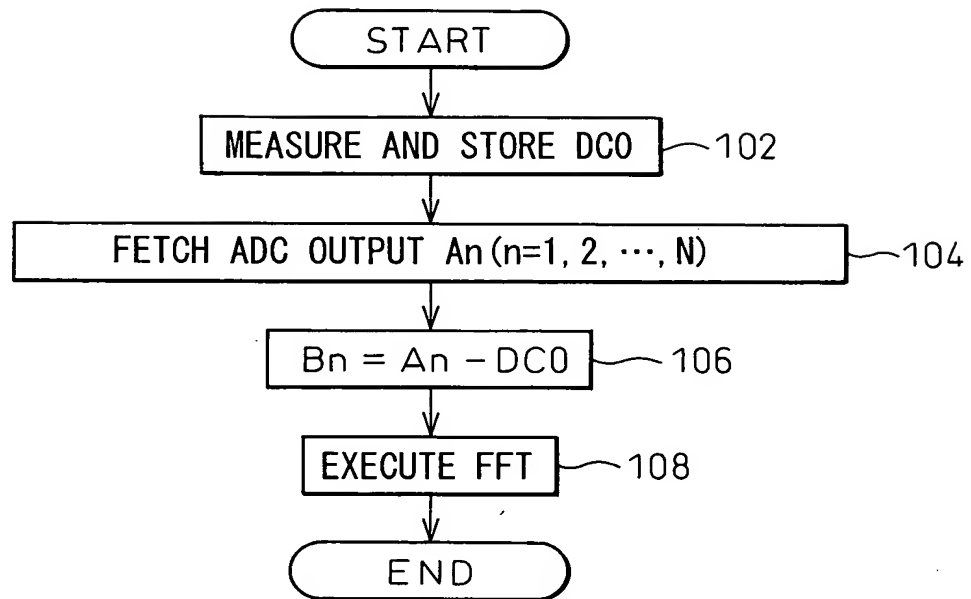 START
MEASURE AND STORE DC0
102
FETCH ADC OUTPUT An(n=1, 2, ⋯, N)
104
Bn = An − DC0
106
EXECUTE FFT
108
END